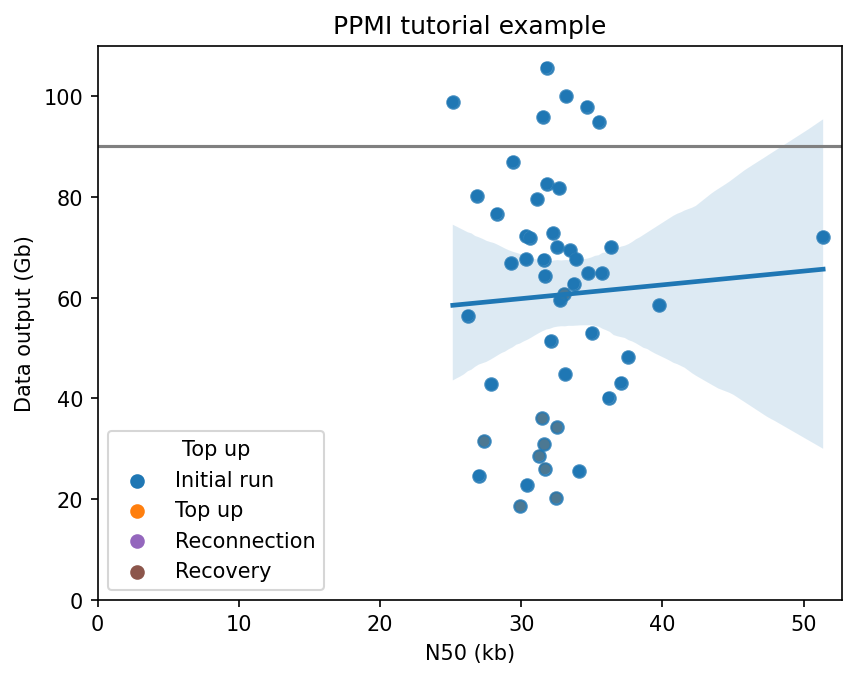 PPMI tutorial example
Data output (Gb)
100
80
60
40
20
0
Top up
Initial run
Top up
Reconnection
Recovery
0 10 20 30 40 50
N50 (kb)